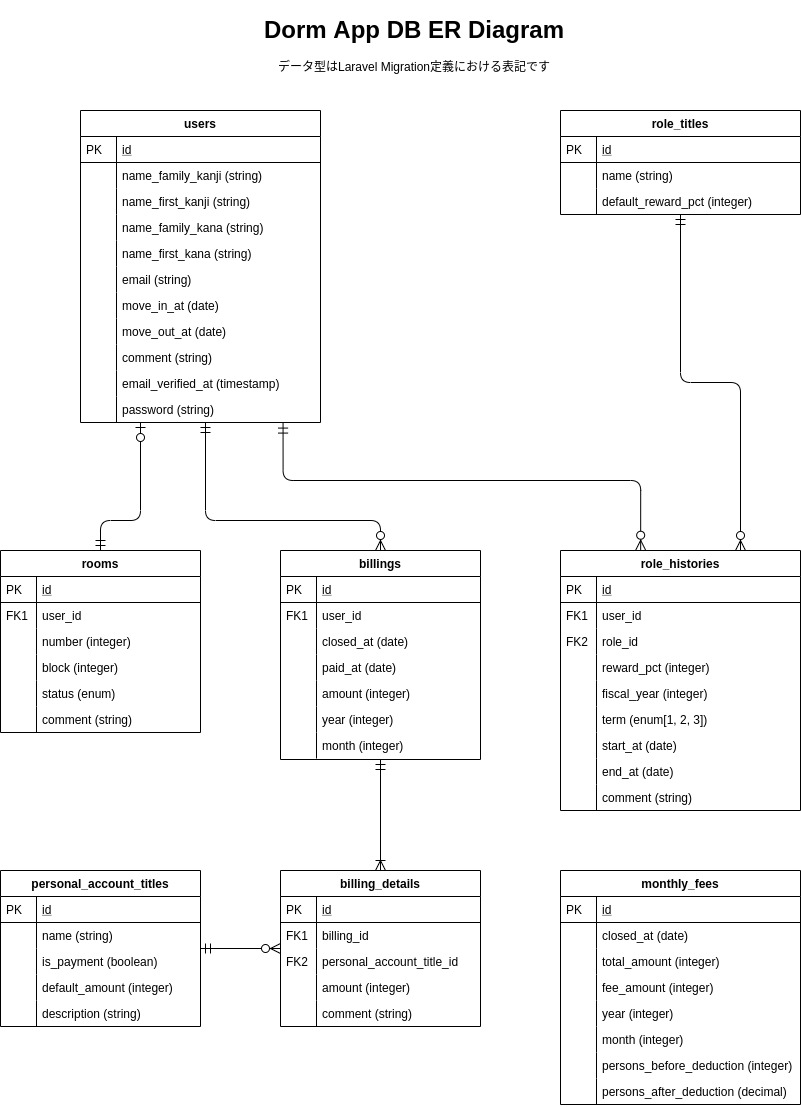 Dorm App DB ER Diagram
データ型はLaravel Migration定義における表記です
users
PK id
name_family_kanji (string)
name_first_kanji (string)
name_family_kana (string)
name_first_kana (string)
email (string)
move_in_at (date)
move_out_at (date)
comment (string)
email_verified_at (timestamp)
password (string)
role_titles
PK id
name (string)
default_reward_pct (integer)
rooms
PK id
FK1 user_id
number (integer)
block (integer)
status (enum)
comment (string)
billings
PK id
FK1 user_id
closed_at (date)
paid_at (date)
amount (integer)
year (integer)
month (integer)
role_histories
PK id
FK1 user_id
FK2 role_id
reward_pct (integer)
fiscal_year (integer)
term (enum[1, 2, 3])
start_at (date)
end_at (date)
comment (string)
personal_account_titles
PK id
name (string)
is_payment (boolean)
default_amount (integer)
description (string)
billing_details
PK id
FK1 billing_id
FK2 personal_account_title_id
amount (integer)
comment (string)
monthly_fees
PK id
closed_at (date)
total_amount (integer)
fee_amount (integer)
year (integer)
month (integer)
persons_before_deduction (integer)
persons_after_deduction (decimal)